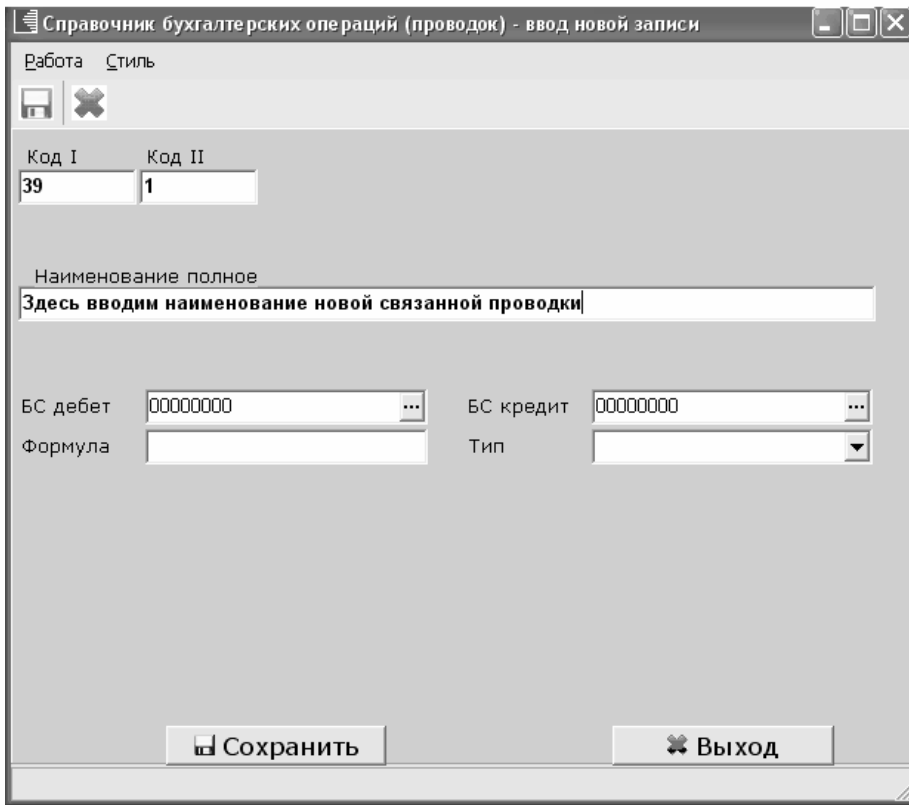 Справочник бухгалтерских операций (проводок) - ввод новой записи
Работа Стиль
Код I Код II
39 1
Наименование полное
Здесь вводим наименование новой связанной проводки
БС дебет 00000000 ... БС кредит 00000000 ...
Формула Тип
Сохранить Выход